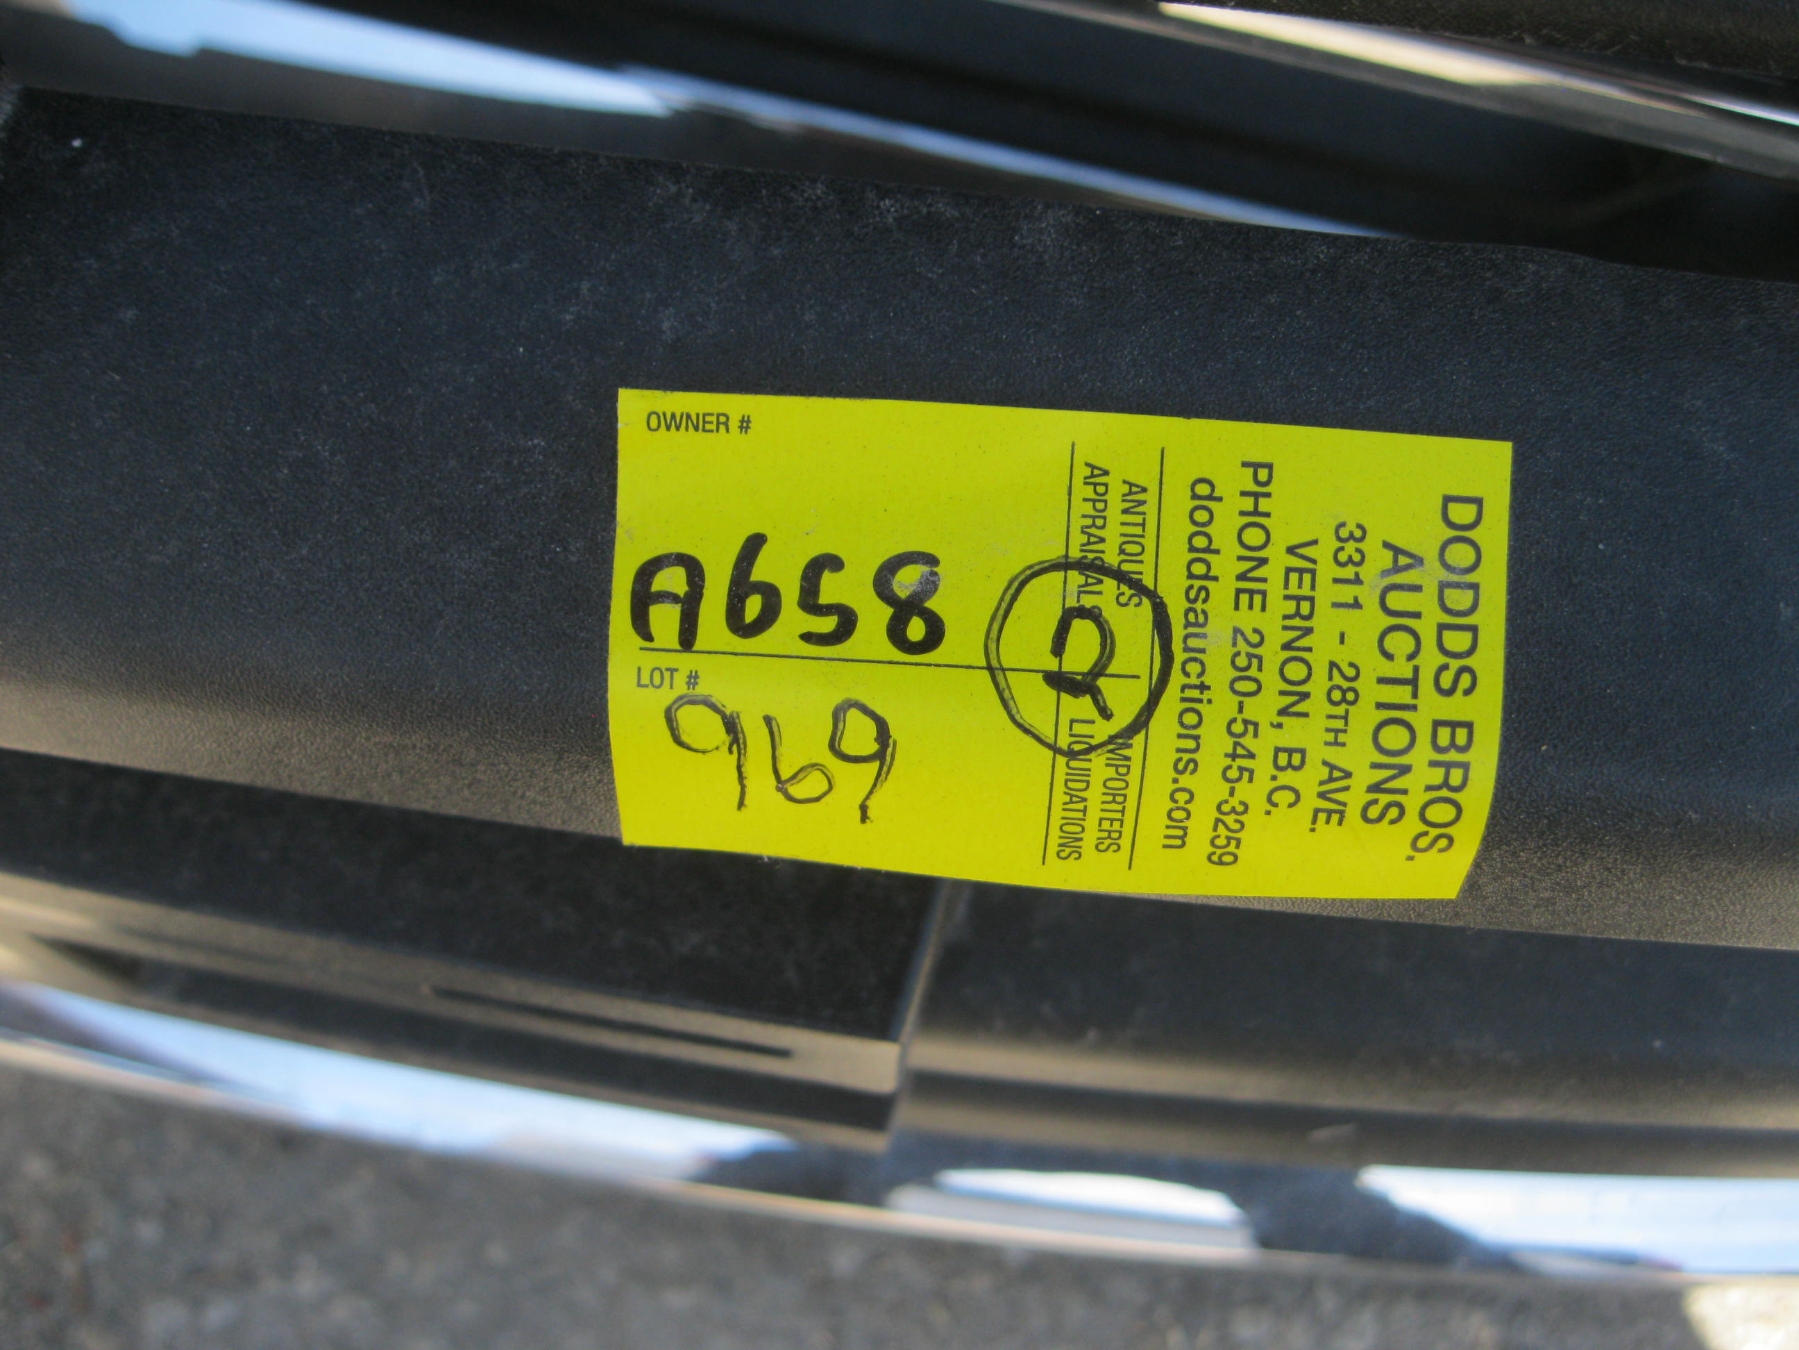 DODDS BROS.
AUCTIONS
3311 - 28TH AVE.
VERNON, B.C.
PHONE 250-545-3259
doddsauctions.com
ANTIQUES IMPORTERS
APPRAISALS LIQUIDATIONS
2
OWNER #
A658
LOT #
969